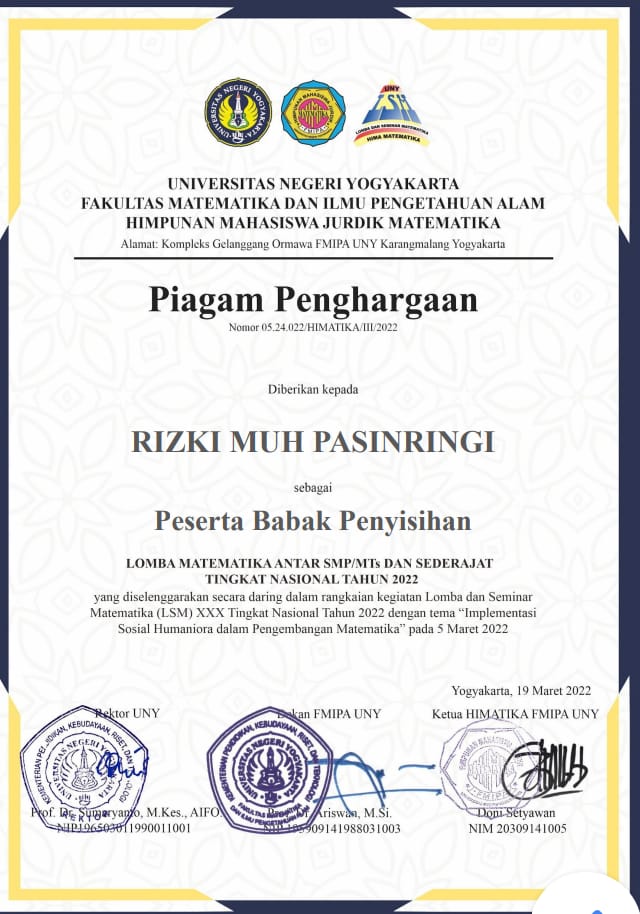 UNIVERSITAS NEGERI YOGYAKARTA
UNY
LSM
LOMBA DAN SEMINAR MATEMATIKA
HIMA MATEMATIKA
UNIVERSITAS NEGERI YOGYAKARTA
FAKULTAS MATEMATIKA DAN ILMU PENGETAHUAN ALAM
HIMPUNAN MAHASISWA JURDIK MATEMATIKA
Alamat: Kompleks Gelanggang Ormawa FMIPA UNY Karangmalang Yogyakarta
Piagam Penghargaan
Nomor 05.24.022/HIMATIKA/III/2022
Diberikan kepada
RIZKI MUH PASINRINGI
sebagai
Peserta Babak Penyisihan
LOMBA MATEMATIKA ANTAR SMP/MTs DAN SEDERAJAT
TINGKAT NASIONAL TAHUN 2022
yang diselenggarakan secara daring dalam rangkaian kegiatan Lomba dan Seminar
Matematika (LSM) XXX Tingkat Nasional Tahun 2022 dengan tema “Implementasi
Sosial Humaniora dalam Pengembangan Matematika” pada 5 Maret 2022
Yogyakarta, 19 Maret 2022
Rektor UNY
Dekan FMIPA UNY
Ketua HIMATIKA FMIPA UNY
Prof. Dr. Sumaryanto, M.Kes., AIFO.
Ariswan, M.Si.
Doni Setyawan
NIP196503011990011001
NIP 195909141988031003
NIM 20309141005